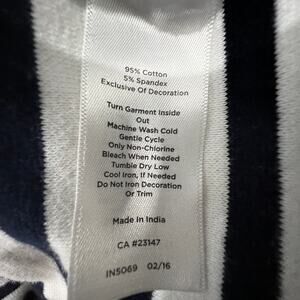 95% Cotton
5% Spandex
Exclusive Of Decoration
Turn Garment Inside
Out
Machine Wash Cold
Gentle Cycle
Only Non-Chlorine
Bleach When Needed
Tumble Dry Low
Cool Iron, If Needed
Do Not Iron Decoration
Or Trim
Made In India
CA #23147
IN5069 02/16